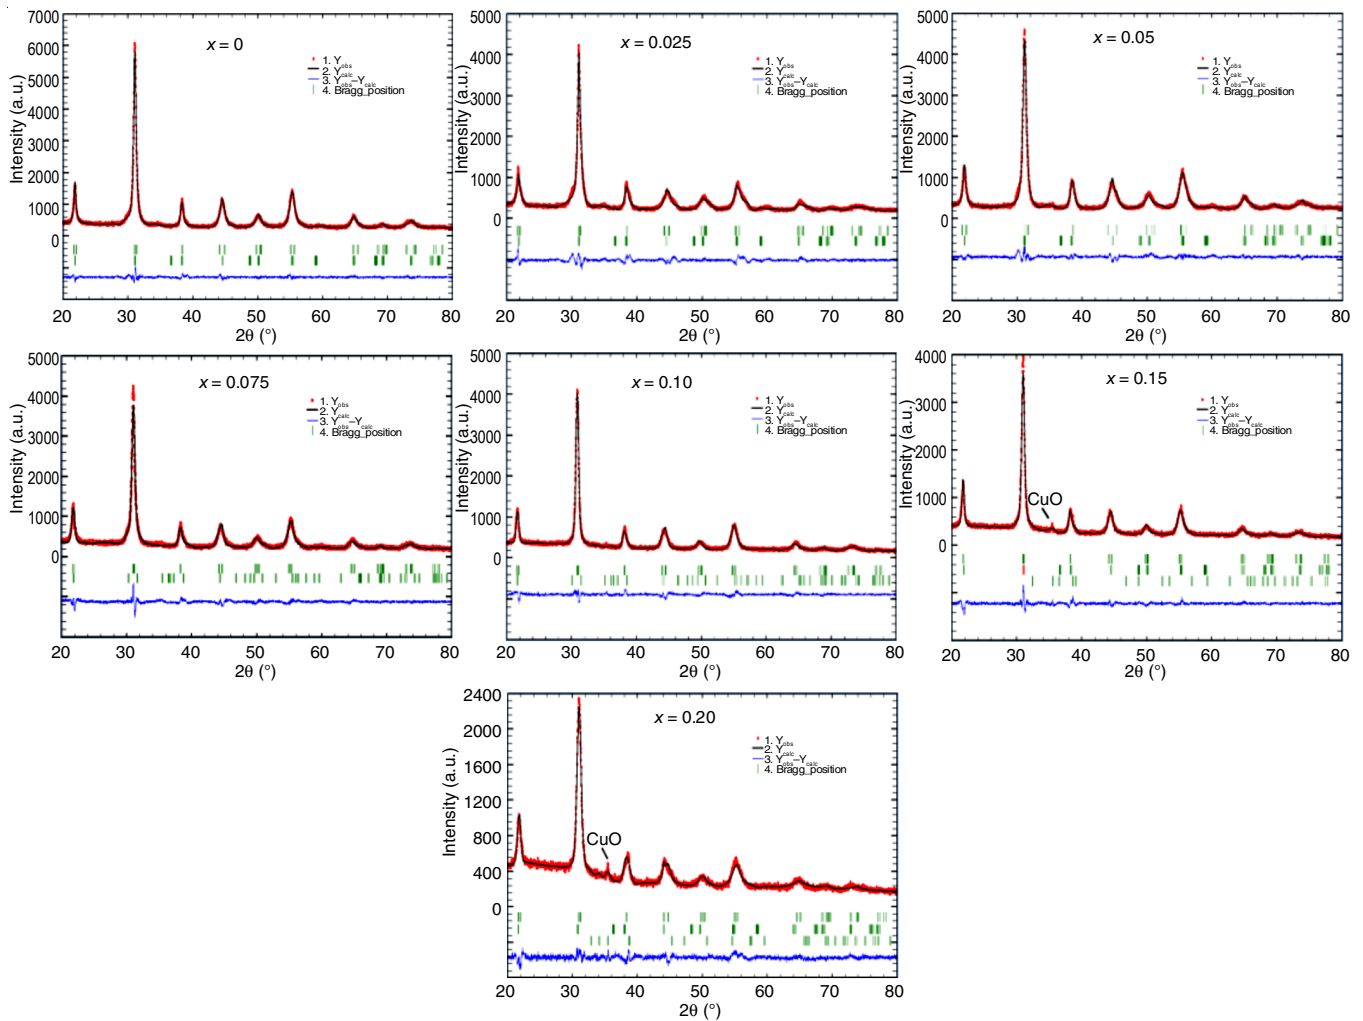 x = 0
1. Yobs
2. Ycalc
3. Yobs–Ycalc
4. Bragg_position
Intensity (a.u.)
7000
6000
5000
4000
3000
2000
1000
0
20 30 40 50 60 70 80
2θ (°)
x = 0.025
1. Yobs
2. Ycalc
3. Yobs–Ycalc
4. Bragg_position
Intensity (a.u.)
5000
4000
3000
2000
1000
0
20 30 40 50 60 70 80
2θ (°)
x = 0.05
1. Yobs
2. Ycalc
3. Yobs–Ycalc
4. Bragg_position
Intensity (a.u.)
5000
4000
3000
2000
1000
0
20 30 40 50 60 70 80
2θ (°)
x = 0.075
1. Yobs
2. Ycalc
3. Yobs–Ycalc
4. Bragg_position
Intensity (a.u.)
5000
4000
3000
2000
1000
0
20 30 40 50 60 70 80
2θ (°)
x = 0.10
1. Yobs
2. Ycalc
3. Yobs–Ycalc
4. Bragg_position
Intensity (a.u.)
5000
4000
3000
2000
1000
0
20 30 40 50 60 70 80
2θ (°)
x = 0.15
1. Yobs
2. Ycalc
3. Yobs–Ycalc
4. Bragg_position
CuO
Intensity (a.u.)
4000
3000
2000
1000
0
20 30 40 50 60 70 80
2θ (°)
x = 0.20
1. Yobs
2. Ycalc
3. Yobs–Ycalc
4. Bragg_position
CuO
Intensity (a.u.)
2400
2000
1600
1200
800
400
0
20 30 40 50 60 70 80
2θ (°)